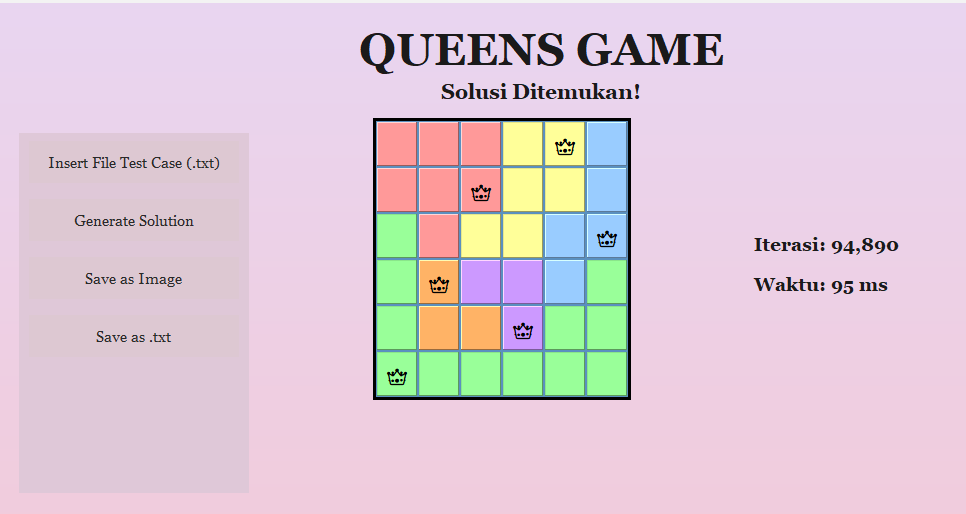 QUEENS GAME
Solusi Ditemukan!
Insert File Test Case (.txt)
Generate Solution
Save as Image
Save as .txt
Iterasi: 94,890
Waktu: 95 ms